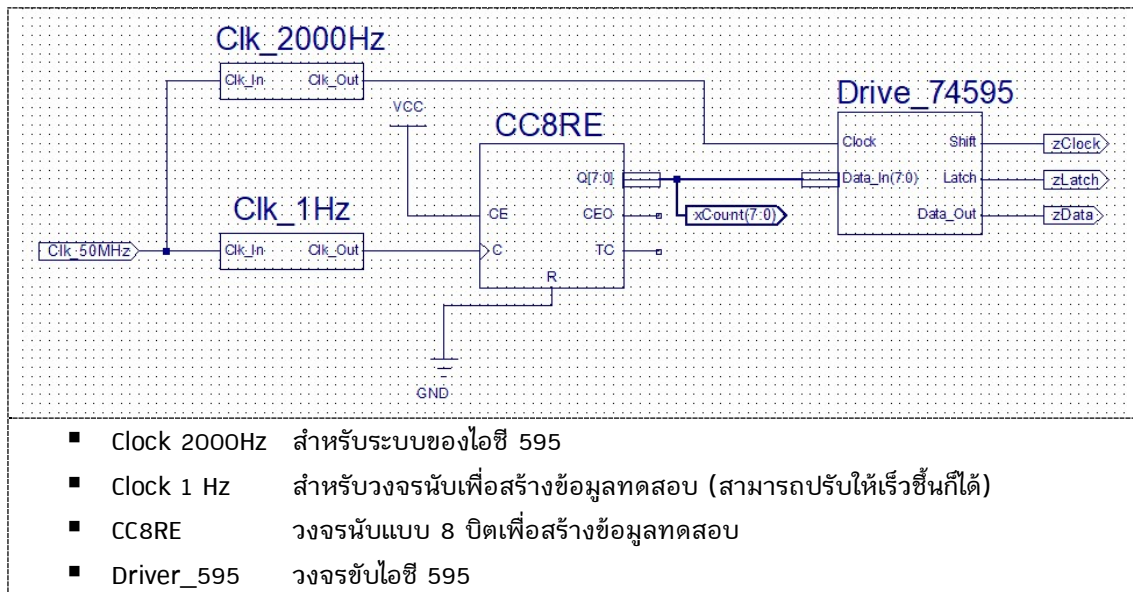 Clk_2000Hz
Clk_In Clk_Out
VCC
Drive_74595
CC8RE
Clock Shift zClock
Q[7:0] Data_In(7:0) Latch zLatch
Clk_1Hz
CE CEO xCount(7:0) Data_Out zData
Clk_50MHz Clk_In Clk_Out C TC
R
GND
▪ Clock 2000Hz สำหรับระบบของไอซี 595
▪ Clock 1 Hz สำหรับวงจรนับเพื่อสร้างข้อมูลทดสอบ (สามารถปรับให้เร็วชึ้นก็ได้)
▪ CC8RE วงจรนับแบบ 8 บิตเพื่อสร้างข้อมูลทดสอบ
▪ Driver_595 วงจรขับไอซี 595